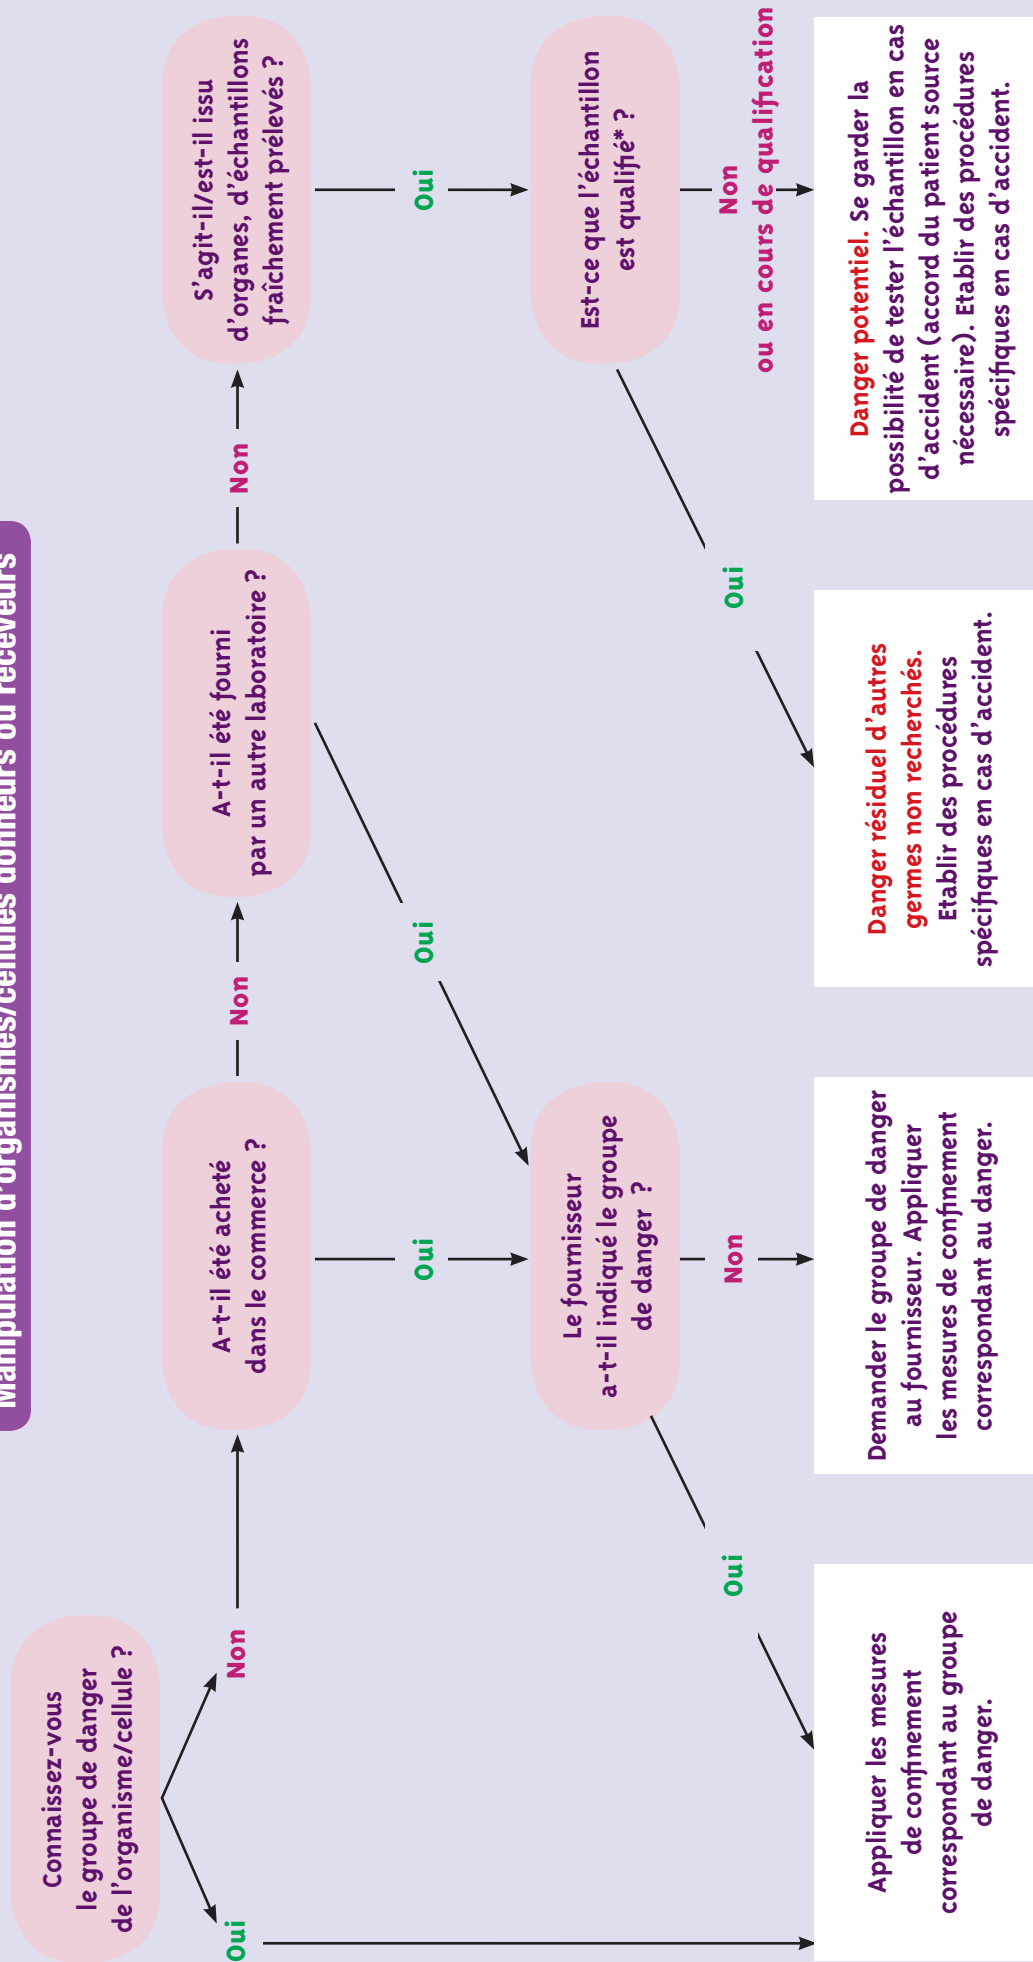 Manipulation d'organismes/cellules donneurs ou receveurs
Connaissez-vous
le groupe de danger
de l'organisme/cellule ?
Oui
Non
A-t-il été acheté
dans le commerce ?
Non
A-t-il été fourni
par un autre laboratoire ?
Non
S'agit-il/est-il issu
d'organes, d'échantillons
fraîchement prélevés ?
Oui
Oui
Oui
Le fournisseur
a-t-il indiqué le groupe
de danger ?
Est-ce que l'échantillon
est qualifié* ?
Oui
Non
Oui
Non
ou en cours de qualification
Appliquer les mesures
de confinement
correspondant au groupe
de danger.
Demander le groupe de danger
au fournisseur. Appliquer
les mesures de confinement
correspondant au danger.
Danger résiduel d'autres
germes non recherchés.
Etablir des procédures
spécifiques en cas d'accident.
Danger potentiel. Se garder la
possibilité de tester l'échantillon en cas
d'accident (accord du patient source
nécessaire). Etablir des procédures
spécifiques en cas d'accident.